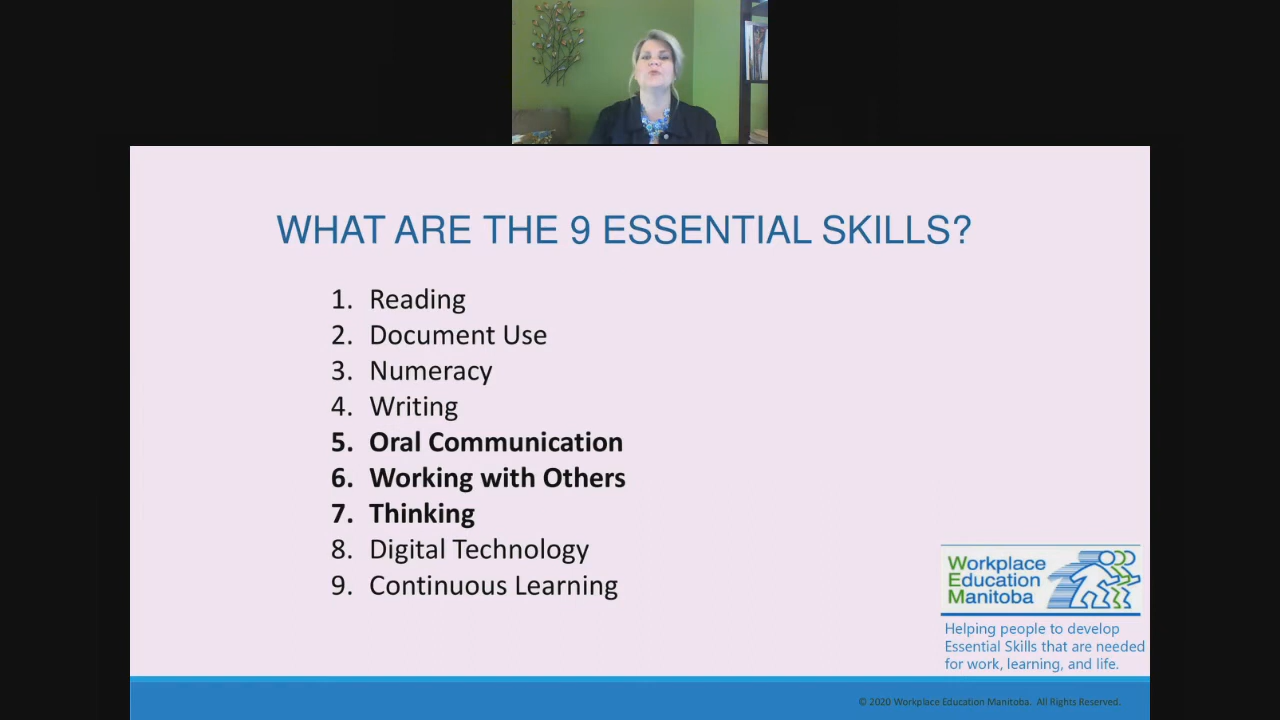 WHAT ARE THE 9 ESSENTIAL SKILLS?
1. Reading
2. Document Use
3. Numeracy
4. Writing
5. Oral Communication
6. Working with Others
7. Thinking
8. Digital Technology
9. Continuous Learning
Workplace
Education
Manitoba
Helping people to develop
Essential Skills that are needed
for work, learning, and life.
© 2020 Workplace Education Manitoba. All Rights Reserved.